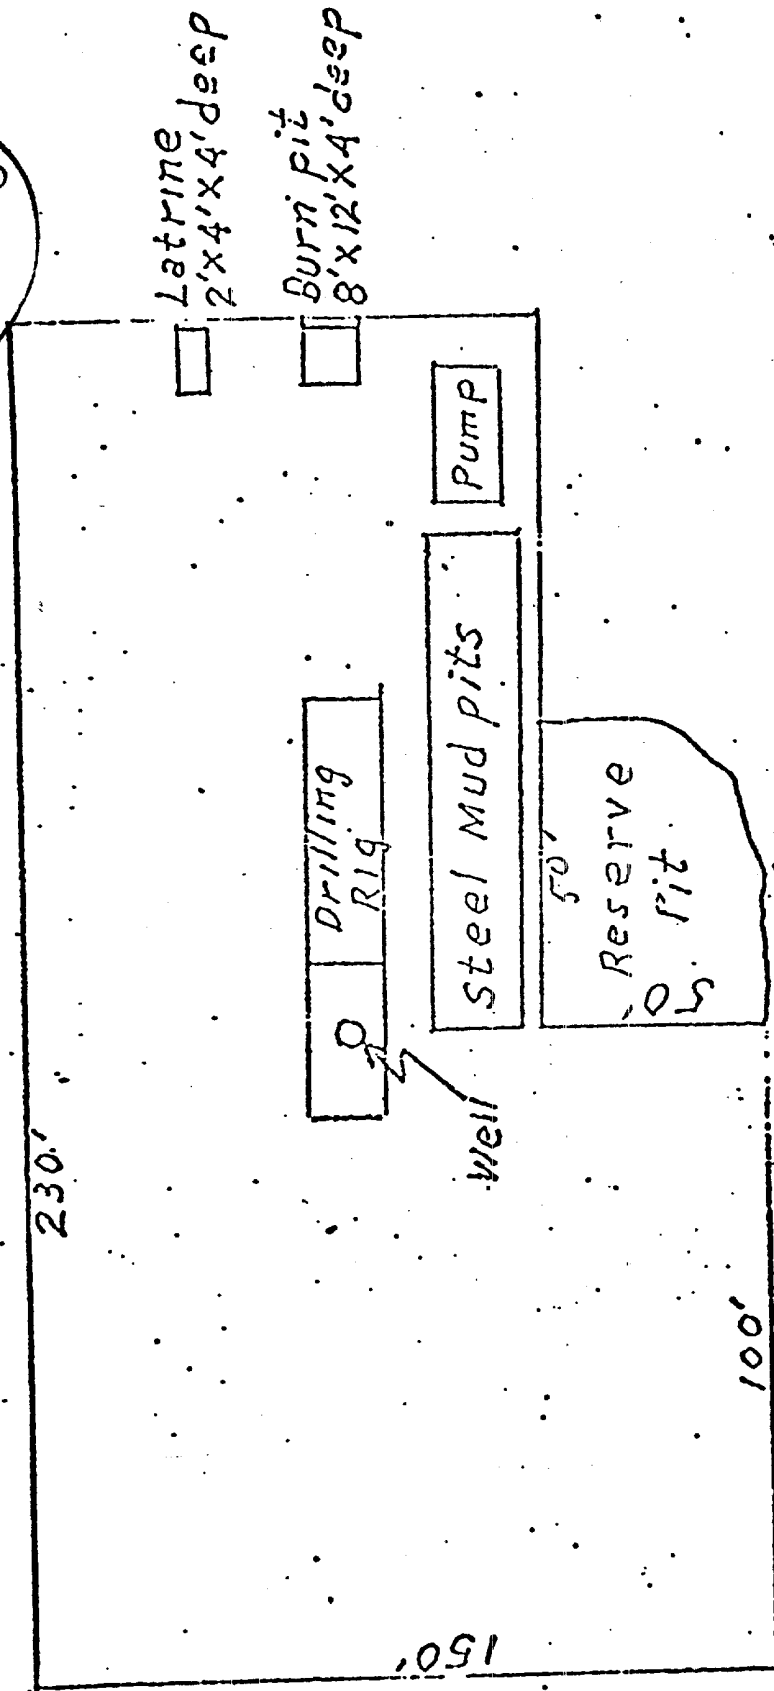 230.'
Latrine
2'x4'x4'deep
Burn pit
8'x12'x4'deep
Drilling
Rig
Pump
Steel Mud pits
Well
50'
Reserve
Pit
50'
100'
150'